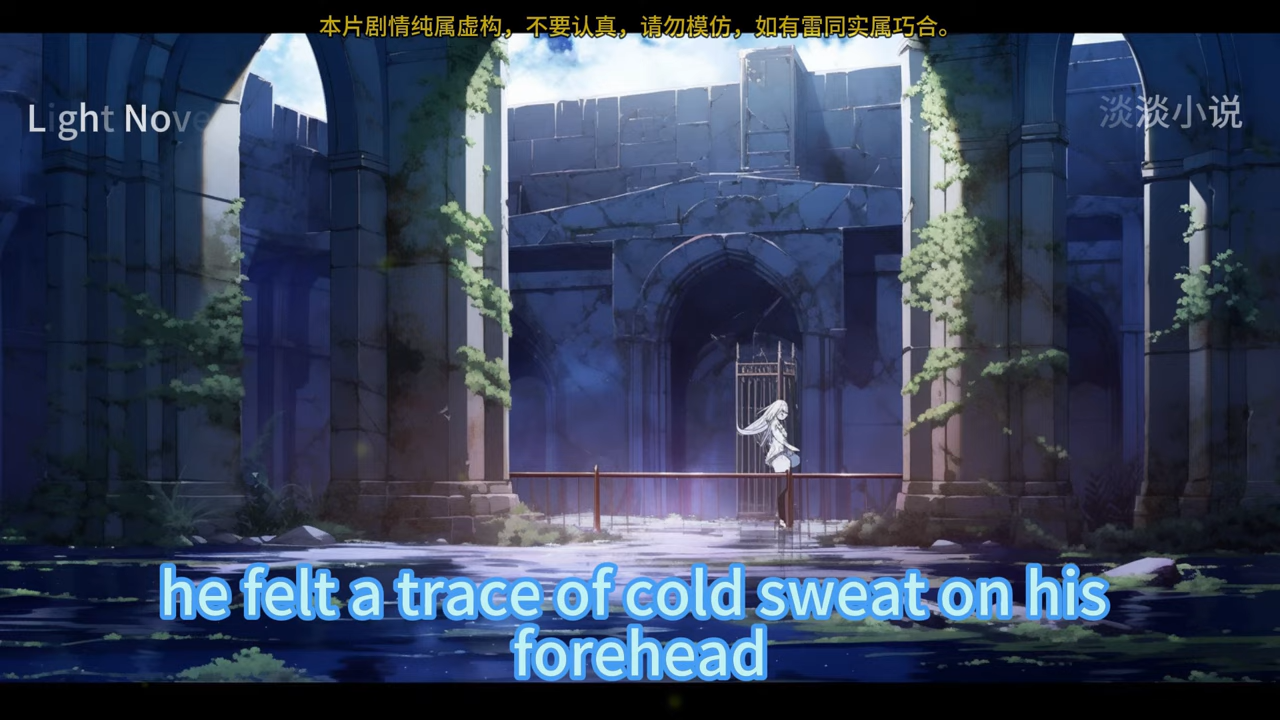 本片剧情纯属虚构，不要认真，请勿模仿，如有雷同实属巧合。
Light Nove
淡淡小说
he felt a trace of cold sweat on his
forehead